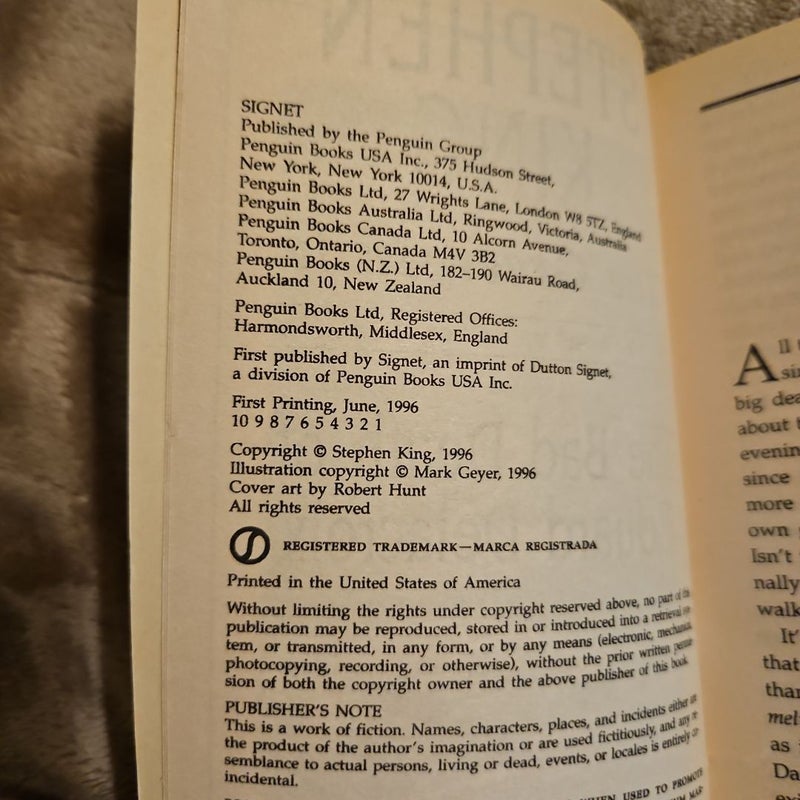 SIGNET
Published by the Penguin Group
Penguin Books USA Inc., 375 Hudson Street,
New York, New York 10014, U.S.A.
Penguin Books Ltd, 27 Wrights Lane, London W8 5TZ, England
Penguin Books Australia Ltd, Ringwood, Victoria, Australia
Penguin Books Canada Ltd, 10 Alcorn Avenue,
Toronto, Ontario, Canada M4V 3B2
Penguin Books (N.Z.) Ltd, 182–190 Wairau Road,
Auckland 10, New Zealand
Penguin Books Ltd, Registered Offices:
Harmondsworth, Middlesex, England
First published by Signet, an imprint of Dutton Signet,
a division of Penguin Books USA Inc.
First Printing, June, 1996
10 9 8 7 6 5 4 3 2 1
Copyright © Stephen King, 1996
Illustration copyright © Mark Geyer, 1996
Cover art by Robert Hunt
All rights reserved
REGISTERED TRADEMARK—MARCA REGISTRADA
Printed in the United States of America
Without limiting the rights under copyright reserved above, no part of this
publication may be reproduced, stored in or introduced into a retrieval
tem, or transmitted, in any form, or by any means (electronic,
photocopying, recording, or otherwise), without the prior written
sion of both the copyright owner and the above publisher of this book
PUBLISHER'S NOTE
This is a work of fiction. Names, characters, places, and incidents either
the product of the author's imagination or are used fictitiously, and any
semblance to actual persons, living or dead, events, or locales is entirely
incidental.
USED TO PROMOTE
All
big
about
evening
since
more
own
Isn't
nally
walk
It'
that
than
as